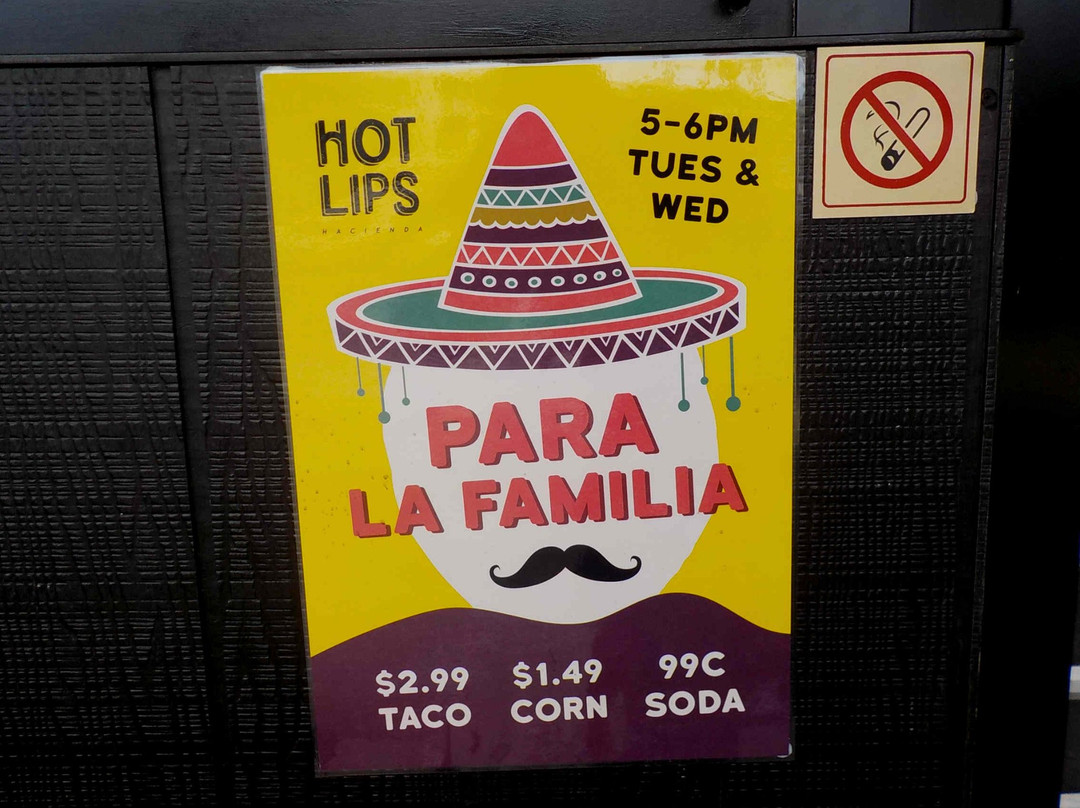 HOT
LIPS
HACIENDA
5-6PM
TUES &
WED
PARA
LA FAMILIA
$2.99
TACO
$1.49
CORN
99C
SODA